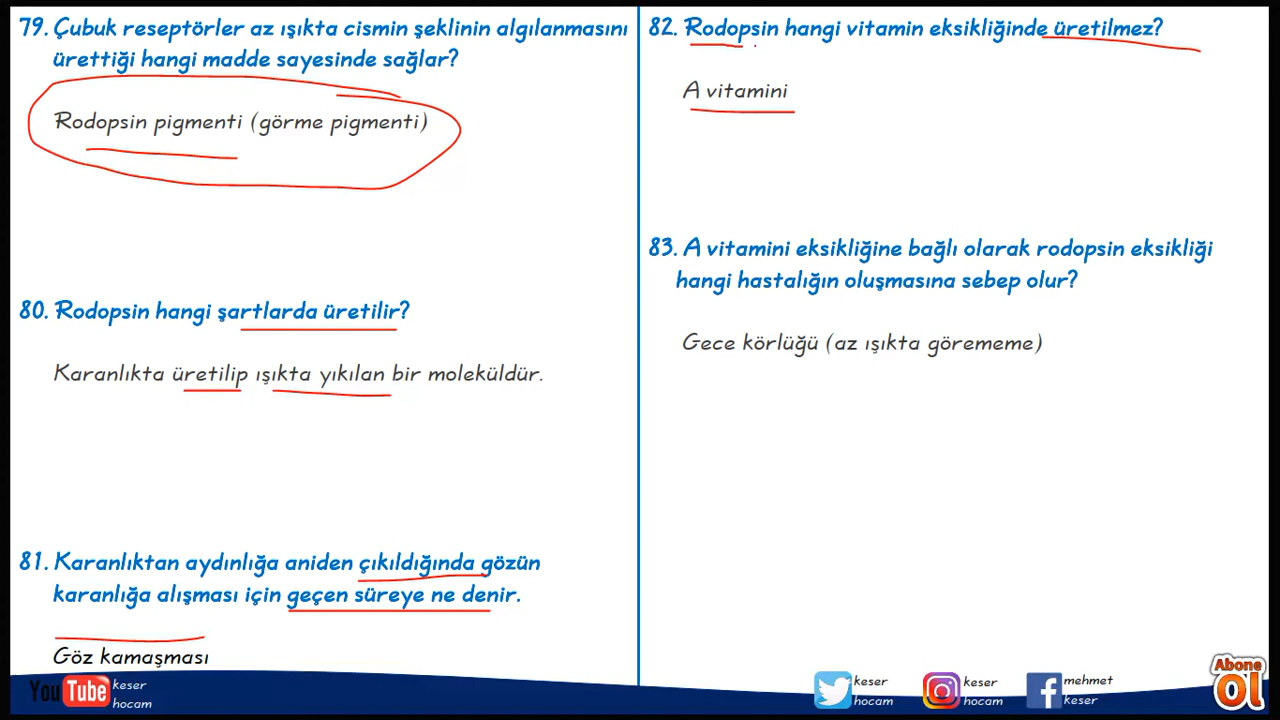 79. Çubuk reseptörler az ışıkta cismin şeklinin algılanmasını
ürettiği hangi madde sayesinde sağlar?
Rodopsin pigmenti (görme pigmenti)
80. Rodopsin hangi şartlarda üretilir?
Karanlıkta üretilip ışıkta yıkılan bir moleküldür.
81. Karanlıktan aydınlığa aniden çıkıldığında gözün
karanlığa alışması için geçen süreye ne denir.
Göz kamaşması
82. Rodopsin hangi vitamin eksikliğinde üretilmez?
A vitamini
83. A vitamini eksikliğine bağlı olarak rodopsin eksikliği
hangi hastalığın oluşmasına sebep olur?
Gece körlüğü (az ışıkta görememe)
YouTube keser
hocam
keser
hocam
keser
hocam
mehmet
keser
Abone
ol